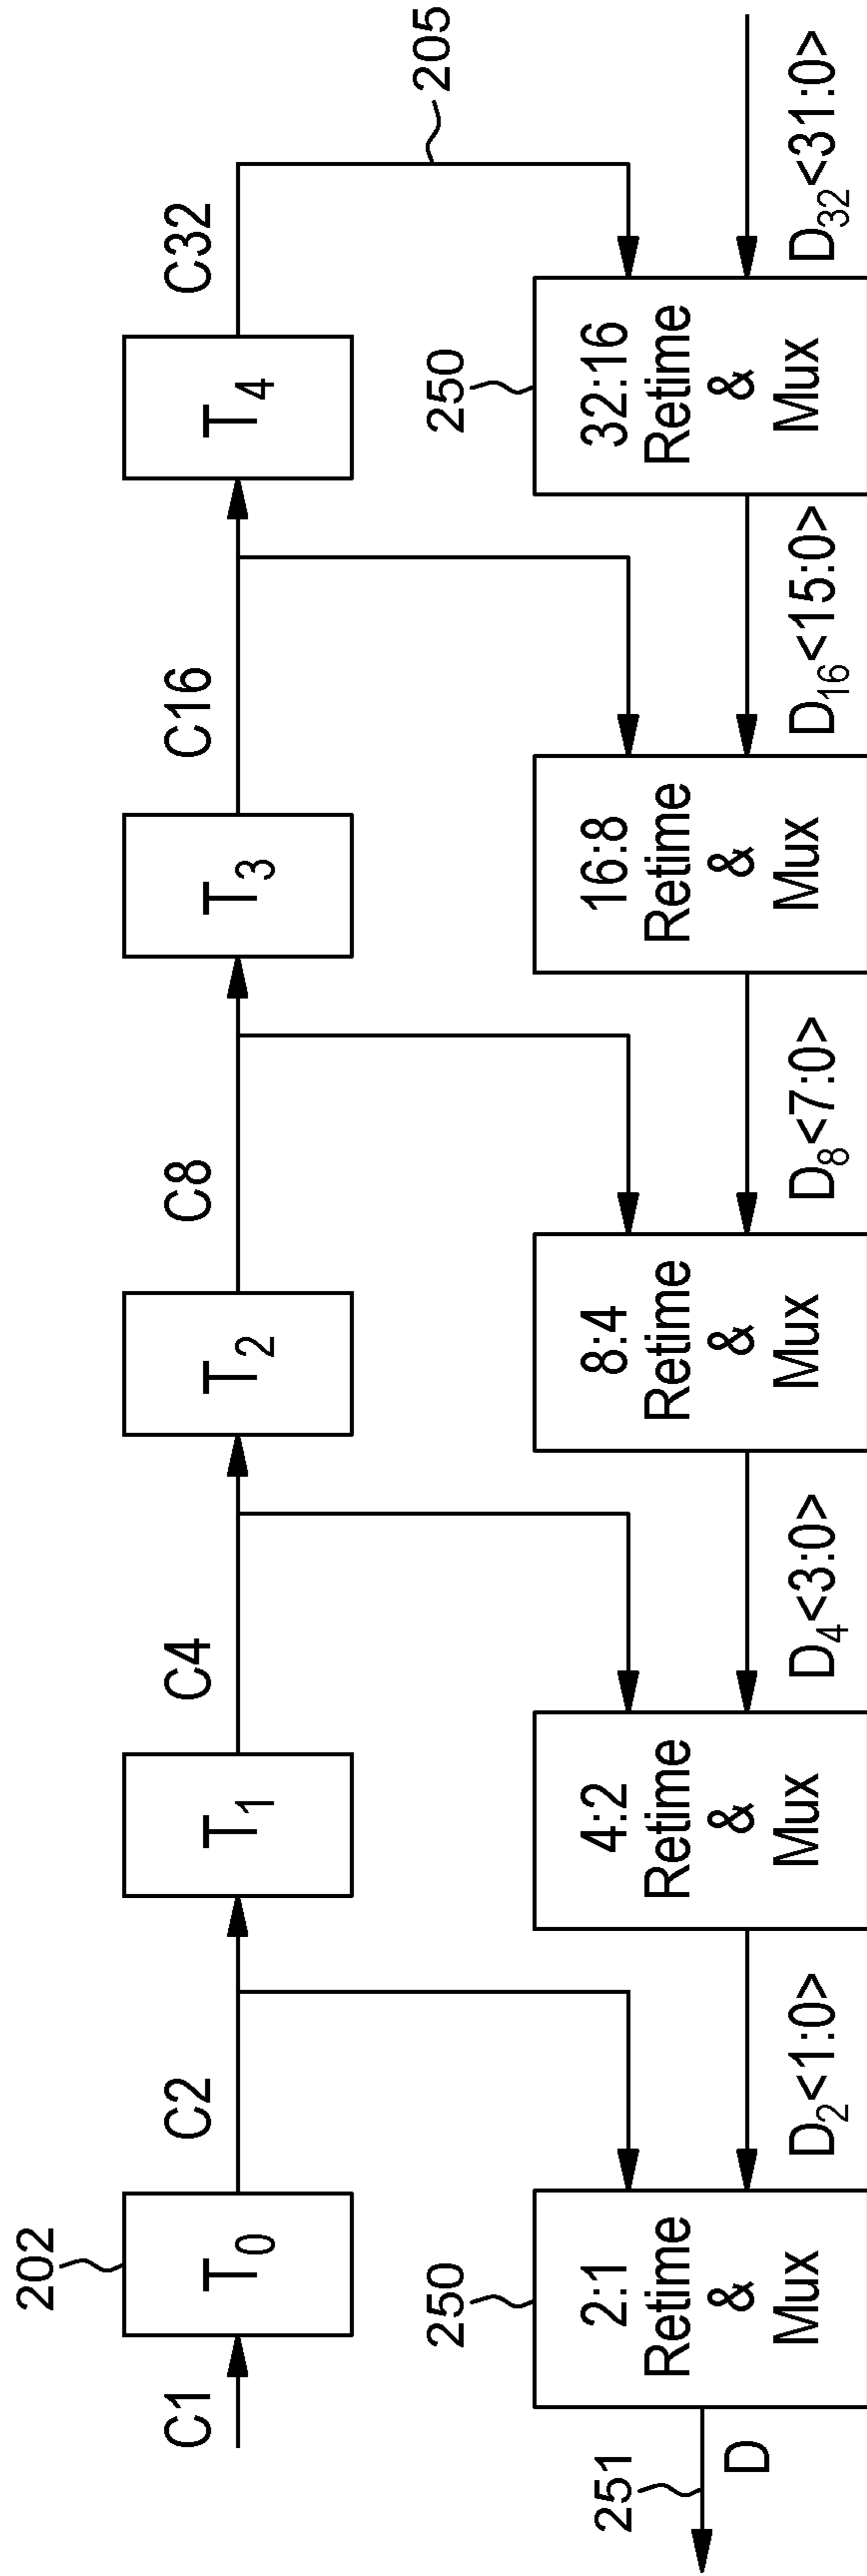 202
C1
T0
C2
T1
C4
T2
C8
T3
C16
T4
C32
205
250
250
2:1
Retime
&
Mux
4:2
Retime
&
Mux
8:4
Retime
&
Mux
16:8
Retime
&
Mux
32:16
Retime
&
Mux
251
D
D2<1:0>
D4<3:0>
D8<7:0>
D16<15:0>
D32<31:0>